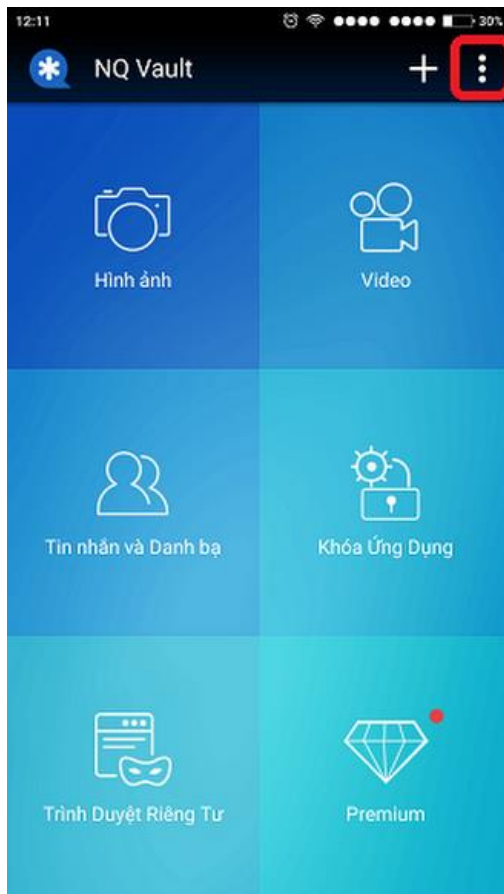 12:11
30%
NQ Vault
Hình ảnh
Video
Tin nhắn và Danh bạ
Khóa Ứng Dụng
Trình Duyệt Riêng Tư
Premium